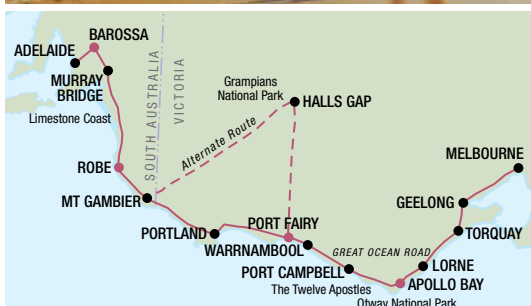 BAROSSA
ADELAIDE
MURRAY
BRIDGE
Limestone Coast
SOUTH AUSTRALIA
VICTORIA
Grampians
National Park
HALLS GAP
Alternate Route
ROBE
MT GAMBIER
PORTLAND
PORT FAIRY
WARRNAMBOOL
PORT CAMPBELL
The Twelve Apostles
GREAT OCEAN ROAD
MELBOURNE
GEELONG
TORQUAY
LORNE
APOLLO BAY
Otway National Park